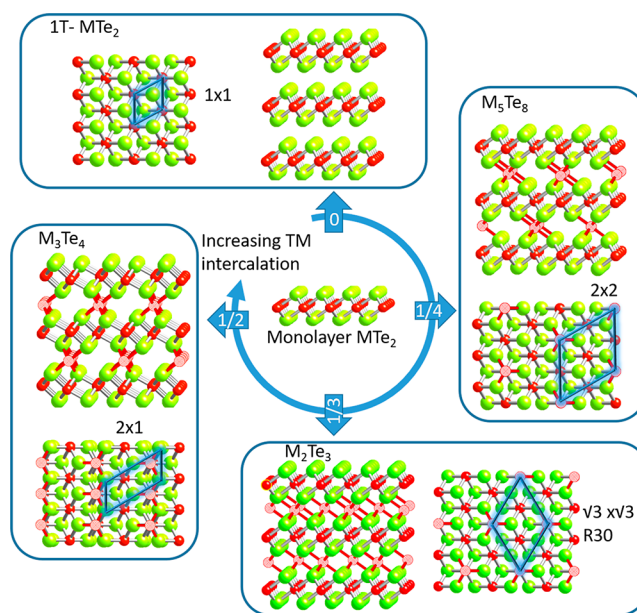 1T- MTe₂
1x1
M₅Te₈
2x2
0
M₃Te₄
Increasing TM
intercalation
1/2
1/4
Monolayer MTe₂
1/3
2x1
M₂Te₃
√3 x√3
R30